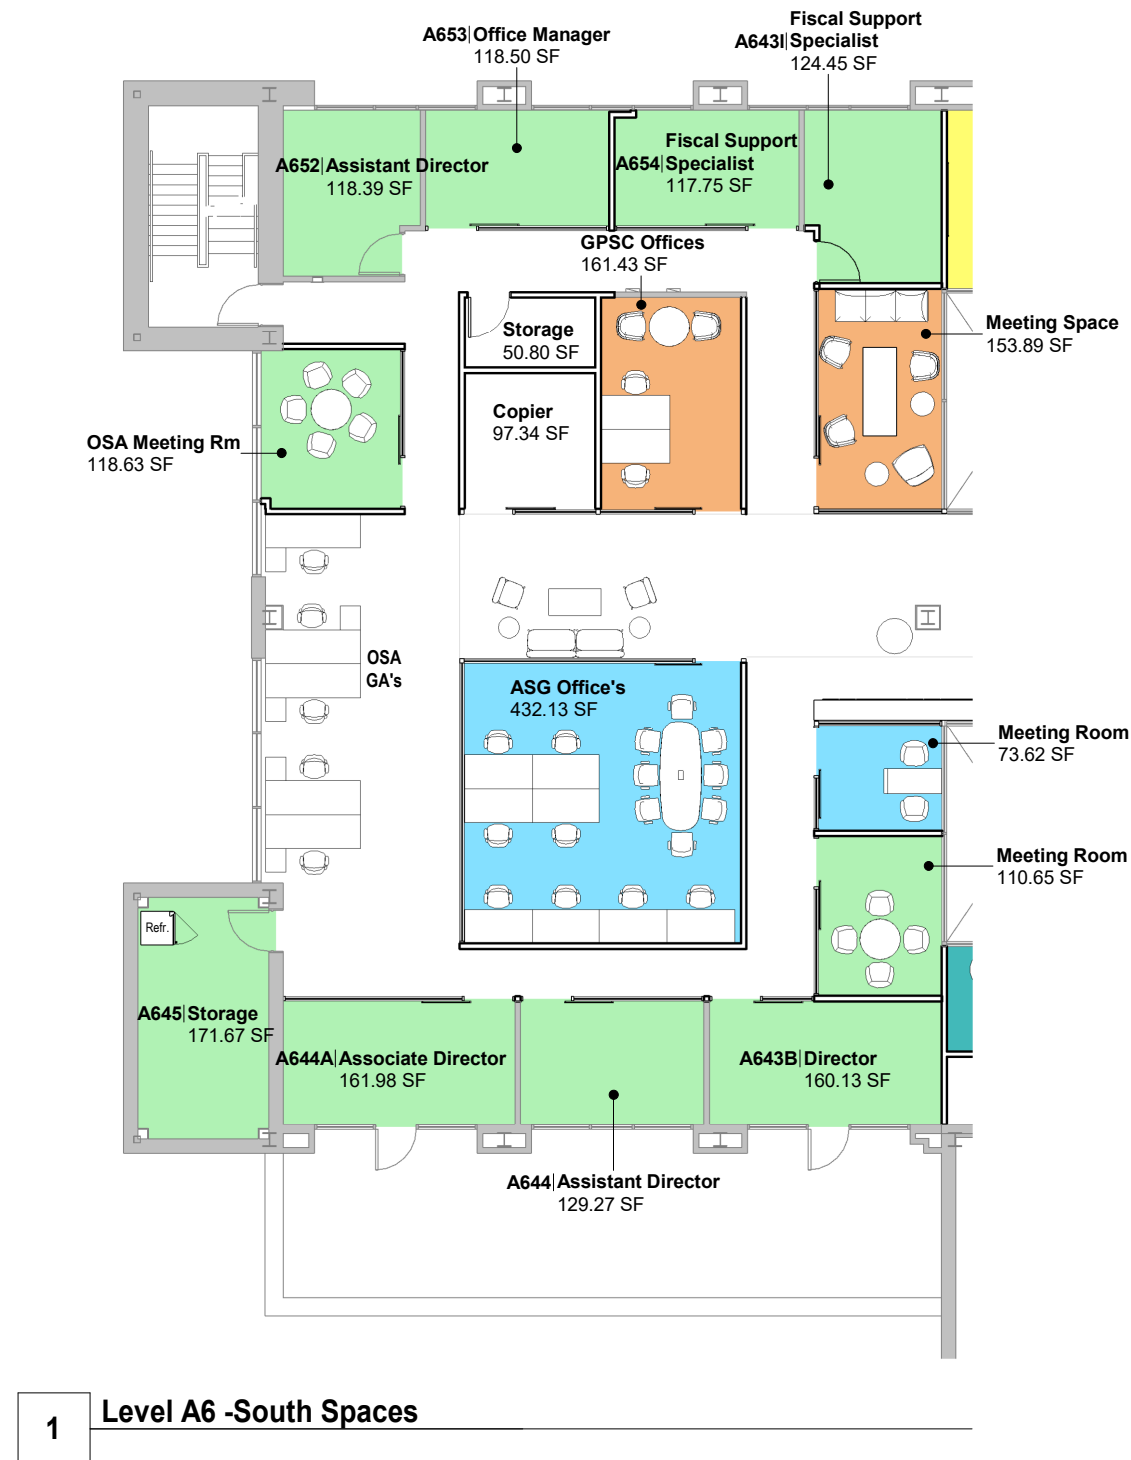 Fiscal Support
A653|Office Manager
A643I|Specialist
118.50 SF
124.45 SF
Fiscal Support
A652|Assistant Director
A654|Specialist
118.39 SF
117.75 SF
GPSC Offices
161.43 SF
Storage
50.80 SF
Meeting Space
153.89 SF
Copier
97.34 SF
OSA Meeting Rm
118.63 SF
OSA
GA's
ASG Office's
432.13 SF
Meeting Room
73.62 SF
Meeting Room
110.65 SF
Refr.
A645|Storage
171.67 SF
A644A|Associate Director
161.98 SF
A643B|Director
160.13 SF
A644|Assistant Director
129.27 SF
1
Level A6 -South Spaces